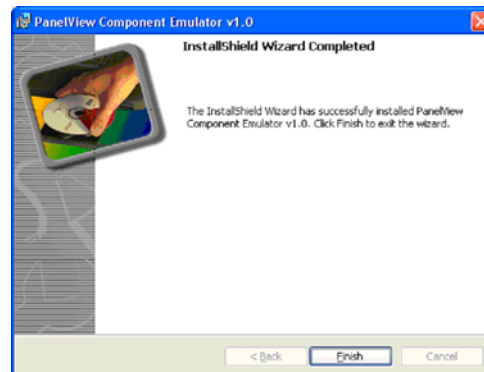 PanelView Component Emulator v1.0
InstallShield Wizard Completed
The InstallShield Wizard has successfully installed PanelView
Component Emulator v1.0. Click Finish to exit the wizard.
< Back
Finish
Cancel